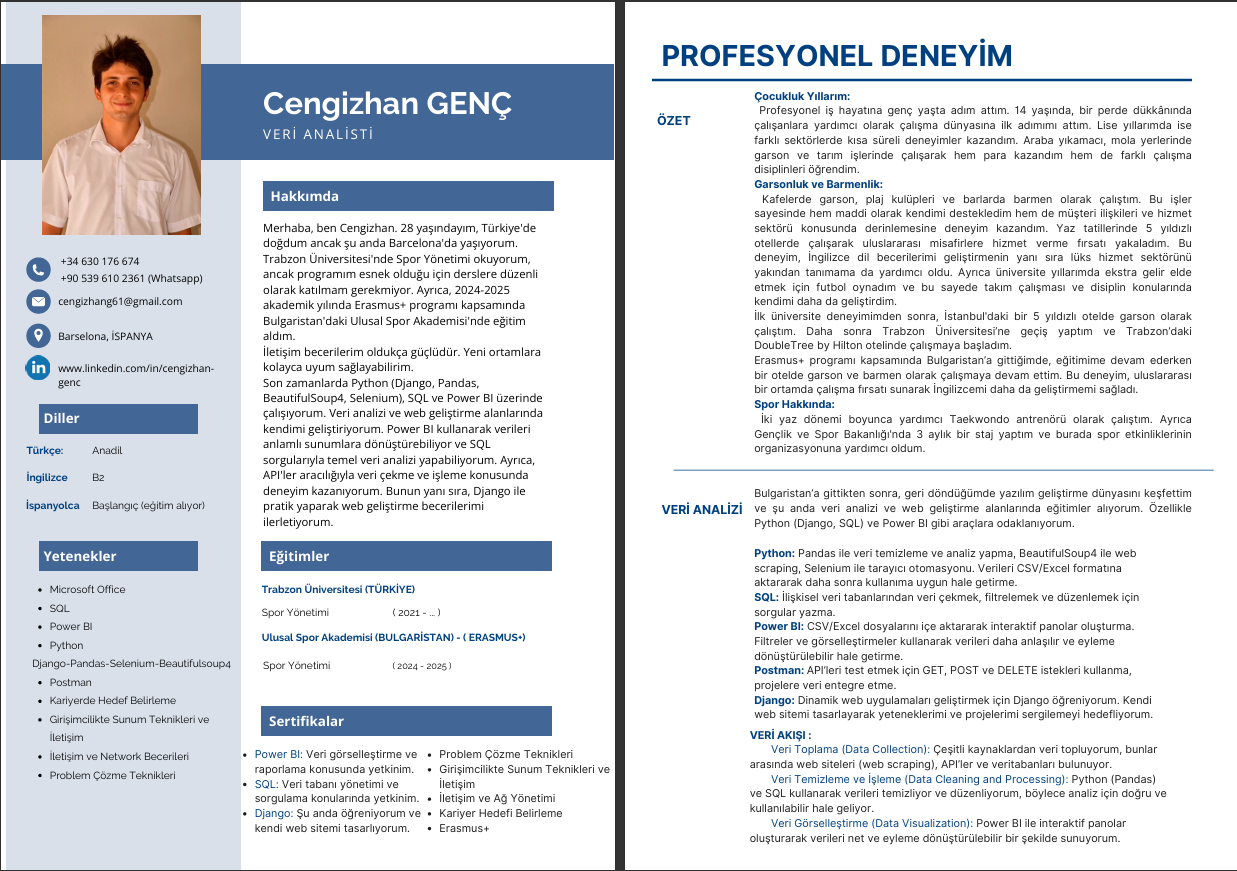 Cengizhan GENÇ
VERİ ANALİSTİ
+34 630 176 674
+90 539 610 2361 (Whatsapp)
cengizhang61@gmail.com
Barselona, İSPANYA
www.linkedin.com/in/cengizhan-
genc
Diller
Türkçe: Anadil
İngilizce B2
İspanyolca Başlangıç (eğitim alıyor)
Yetenekler
• Microsoft Office
• SQL
• Power BI
• Python
Django-Pandas-Selenium-Beautifulsoup4
• Postman
• Kariyerde Hedef Belirleme
• Girişimcilikte Sunum Teknikleri ve
İletişim
• İletişim ve Network Becerileri
• Problem Çözme Teknikleri
Hakkımda
Merhaba, ben Cengizhan. 28 yaşındayım, Türkiye'de
doğdum ancak şu anda Barcelona'da yaşıyorum.
Trabzon Üniversitesi'nde Spor Yönetimi okuyorum,
ancak programım esnek olduğu için derslere düzenli
olarak katılmam gerekmiyor. Ayrıca, 2024-2025
akademik yılında Erasmus+ programı kapsamında
Bulgaristan'daki Ulusal Spor Akademisi'nde eğitim
aldım.
İletişim becerilerim oldukça güçlüdür. Yeni ortamlara
kolayca uyum sağlayabilirim.
Son zamanlarda Python (Django, Pandas,
BeautifulSoup4, Selenium), SQL ve Power BI üzerinde
çalışıyorum. Veri analizi ve web geliştirme alanlarında
kendimi geliştiriyorum. Power BI kullanarak verileri
anlamlı sunumlara dönüştürebiliyor ve SQL
sorgularıyla temel veri analizi yapabiliyorum. Ayrıca,
API'ler aracılığıyla veri çekme ve işleme konusunda
deneyim kazanıyorum. Bunun yanı sıra, Django ile
pratik yaparak web geliştirme becerilerimi
ilerletiyorum.
Eğitimler
Trabzon Üniversitesi (TÜRKİYE)
Spor Yönetimi ( 2021 - ... )
Ulusal Spor Akademisi (BULGARİSTAN) - ( ERASMUS+)
Spor Yönetimi ( 2024 - 2025 )
Sertifikalar
• Power BI: Veri görselleştirme ve
raporlama konusunda yetkinim.
• SQL: Veri tabanı yönetimi ve
sorgulama konularında yetkinim.
• Django: Şu anda öğreniyorum ve
kendi web sitemi tasarlıyorum.
• Problem Çözme Teknikleri
• Girişimcilikte Sunum Teknikleri ve
İletişim
• İletişim ve Ağ Yönetimi
• Kariyer Hedefi Belirleme
• Erasmus+
PROFESYONEL DENEYİM
ÖZET
Çocukluk Yıllarım:
Profesyonel iş hayatına genç yaşta adım attım. 14 yaşında, bir perde dükkânında
çalışanlara yardımcı olarak çalışma dünyasına ilk adımımı attım. Lise yıllarımda ise
farklı sektörlerde kısa süreli deneyimler kazandım. Araba yıkamacı, mola yerlerinde
garson ve tarım işlerinde çalışarak hem para kazandım hem de farklı çalışma
disiplinleri öğrendim.
Garsonluk ve Barmenlik:
Kafelerde garson, plaj kulüpleri ve barlarda barmen olarak çalıştım. Bu işler
sayesinde hem maddi olarak kendimi destekledim hem de müşteri ilişkileri ve hizmet
sektörü konusunda derinlemesine deneyim kazandım. Yaz tatillerinde 5 yıldızlı
otellerde çalışarak uluslararası misafirlere hizmet verme fırsatı yakaladım. Bu
deneyim, İngilizce dil becerilerimi geliştirmenin yanı sıra lüks hizmet sektörünü
yakından tanımama da yardımcı oldu. Ayrıca üniversite yıllarımda ekstra gelir elde
etmek için futbol oynadım ve bu sayede takım çalışması ve disiplin konularında
kendimi daha da geliştirdim.
İlk üniversite deneyimimden sonra, İstanbul'daki bir 5 yıldızlı otelde garson olarak
çalıştım. Daha sonra Trabzon Üniversitesi'ne geçiş yaptım ve Trabzon'daki
DoubleTree by Hilton otelinde çalışmaya başladım.
Erasmus+ programı kapsamında Bulgaristan'a gittiğimde, eğitimime devam ederken
bir otelde garson ve barmen olarak çalışmaya devam ettim. Bu deneyim, uluslararası
bir ortamda çalışma fırsatı sunarak İngilizcemi daha da geliştirmemi sağladı.
Spor Hakkında:
İki yaz dönemi boyunca yardımcı Taekwondo antrenörü olarak çalıştım. Ayrıca
Gençlik ve Spor Bakanlığı'nda 3 aylık bir staj yaptım ve burada spor etkinliklerinin
organizasyonuna yardımcı oldum.
VERİ ANALİZİ
Bulgaristan'a gittikten sonra, geri döndüğümde yazılım geliştirme dünyasını keşfettim
ve şu anda veri analizi ve web geliştirme alanlarında eğitimler alıyorum. Özellikle
Python (Django, SQL) ve Power BI gibi araçlara odaklanıyorum.
Python: Pandas ile veri temizleme ve analiz yapma, BeautifulSoup4 ile web
scraping, Selenium ile tarayıcı otomasyonu. Verileri CSV/Excel formatına
aktararak daha sonra kullanıma uygun hale getirme.
SQL: İlişkisel veri tabanlarından veri çekmek, filtrelemek ve düzenlemek için
sorgular yazma.
Power BI: CSV/Excel dosyalarını içe aktararak interaktif panolar oluşturma.
Filtreler ve görselleştirmeler kullanarak verileri daha anlaşılır ve eyleme
dönüştürülebilir hale getirme.
Postman: API'leri test etmek için GET, POST ve DELETE istekleri kullanma,
projelere veri entegre etme.
Django: Dinamik web uygulamaları geliştirmek için Django öğreniyorum. Kendi
web sitemi tasarlayarak yeteneklerimi ve projelerimi sergilemeyi hedefliyorum.
VERİ AKIŞI :
Veri Toplama (Data Collection): Çeşitli kaynaklardan veri topluyorum, bunlar
arasında web siteleri (web scraping), API'ler ve veritabanları bulunuyor.
Veri Temizleme ve İşleme (Data Cleaning and Processing): Python (Pandas)
ve SQL kullanarak verileri temizliyor ve düzenliyorum, böylece analiz için doğru ve
kullanılabilir hale geliyor.
Veri Görselleştirme (Data Visualization): Power BI ile interaktif panolar
oluşturarak verileri net ve eyleme dönüştürülebilir bir şekilde sunuyorum.